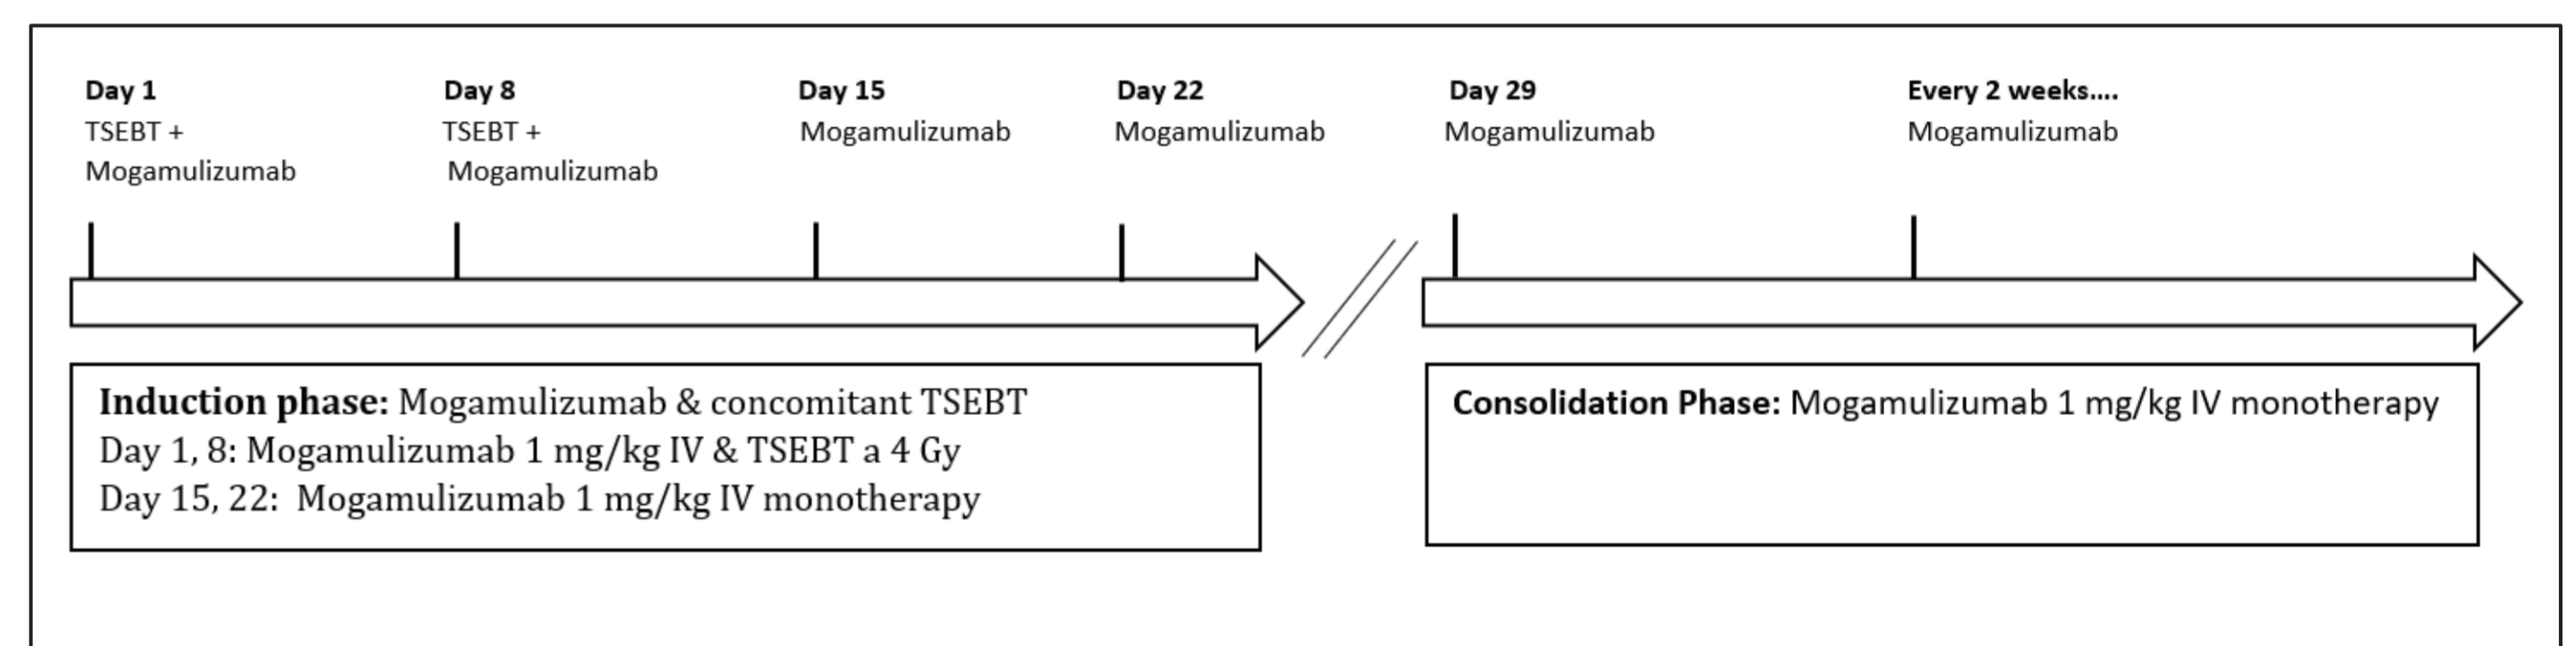 Day 1
TSEBT +
Mogamulizumab
Day 8
TSEBT +
Mogamulizumab
Day 15
Mogamulizumab
Day 22
Mogamulizumab
Day 29
Mogamulizumab
Every 2 weeks....
Mogamulizumab
Induction phase: Mogamulizumab & concomitant TSEBT
Day 1, 8: Mogamulizumab 1 mg/kg IV & TSEBT a 4 Gy
Day 15, 22: Mogamulizumab 1 mg/kg IV monotherapy
Consolidation Phase: Mogamulizumab 1 mg/kg IV monotherapy